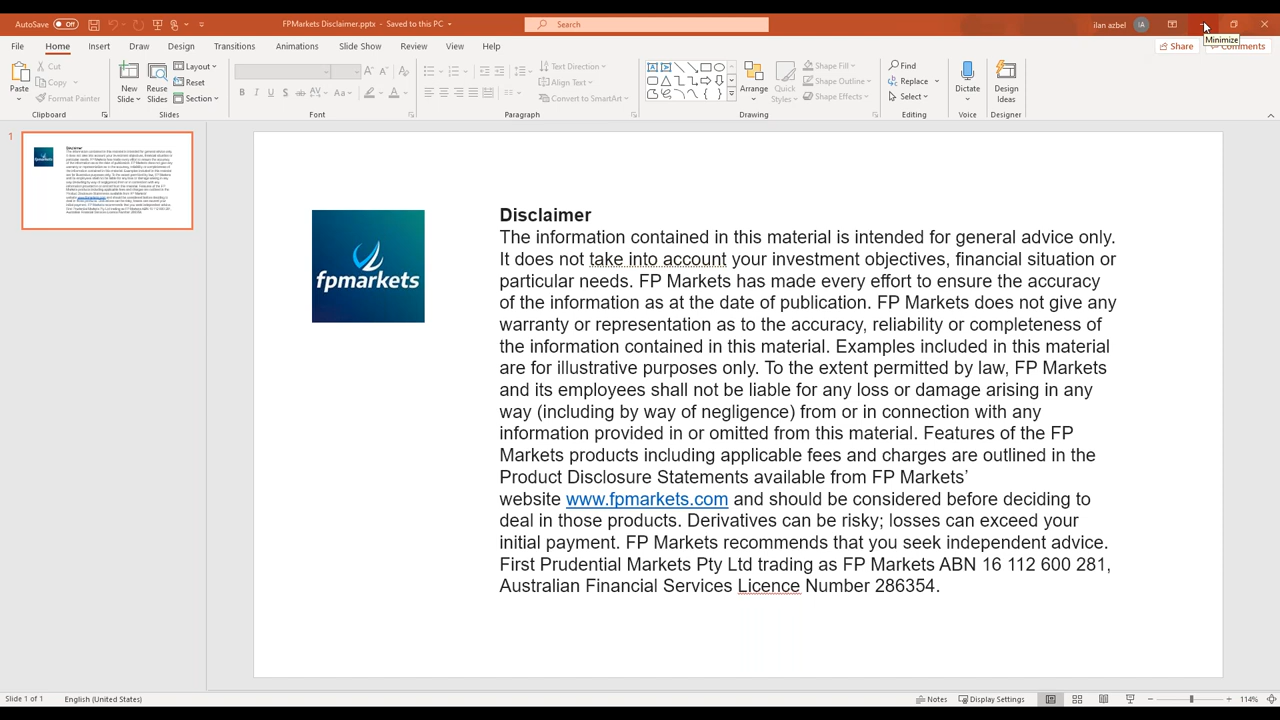 AutoSave Off FPMarkets Disclaimer.pptx - Saved to this PC Search ilan azbel IA
Minimize
File Home Insert Draw Design Transitions Animations Slide Show Review View Help Share Comments
Paste Cut Copy Format Painter
New Slide Reuse Slides Layout Reset Section
B I U S ab AV Aa A A A
Text Direction Align Text Convert to SmartArt
Arrange Quick Styles Shape Fill Shape Outline Shape Effects
Find Replace Select
Dictate Design Ideas
Clipboard Slides Font Paragraph Drawing Editing Voice Designer
1
fpmarkets
Disclaimer
The information contained in this material is intended for general advice only.
It does not take into account your investment objectives, financial situation or
particular needs. FP Markets has made every effort to ensure the accuracy
of the information as at the date of publication. FP Markets does not give any
warranty or representation as to the accuracy, reliability or completeness of
the information contained in this material. Examples included in this material
are for illustrative purposes only. To the extent permitted by law, FP Markets
and its employees shall not be liable for any loss or damage arising in any
way (including by way of negligence) from or in connection with any
information provided in or omitted from this material. Features of the FP
Markets products including applicable fees and charges are outlined in the
Product Disclosure Statements available from FP Markets'
website www.fpmarkets.com and should be considered before deciding to
deal in those products. Derivatives can be risky; losses can exceed your
initial payment. FP Markets recommends that you seek independent advice.
First Prudential Markets Pty Ltd trading as FP Markets ABN 16 112 600 281,
Australian Financial Services Licence Number 286354.
Slide 1 of 1 English (United States) Notes Display Settings 114%